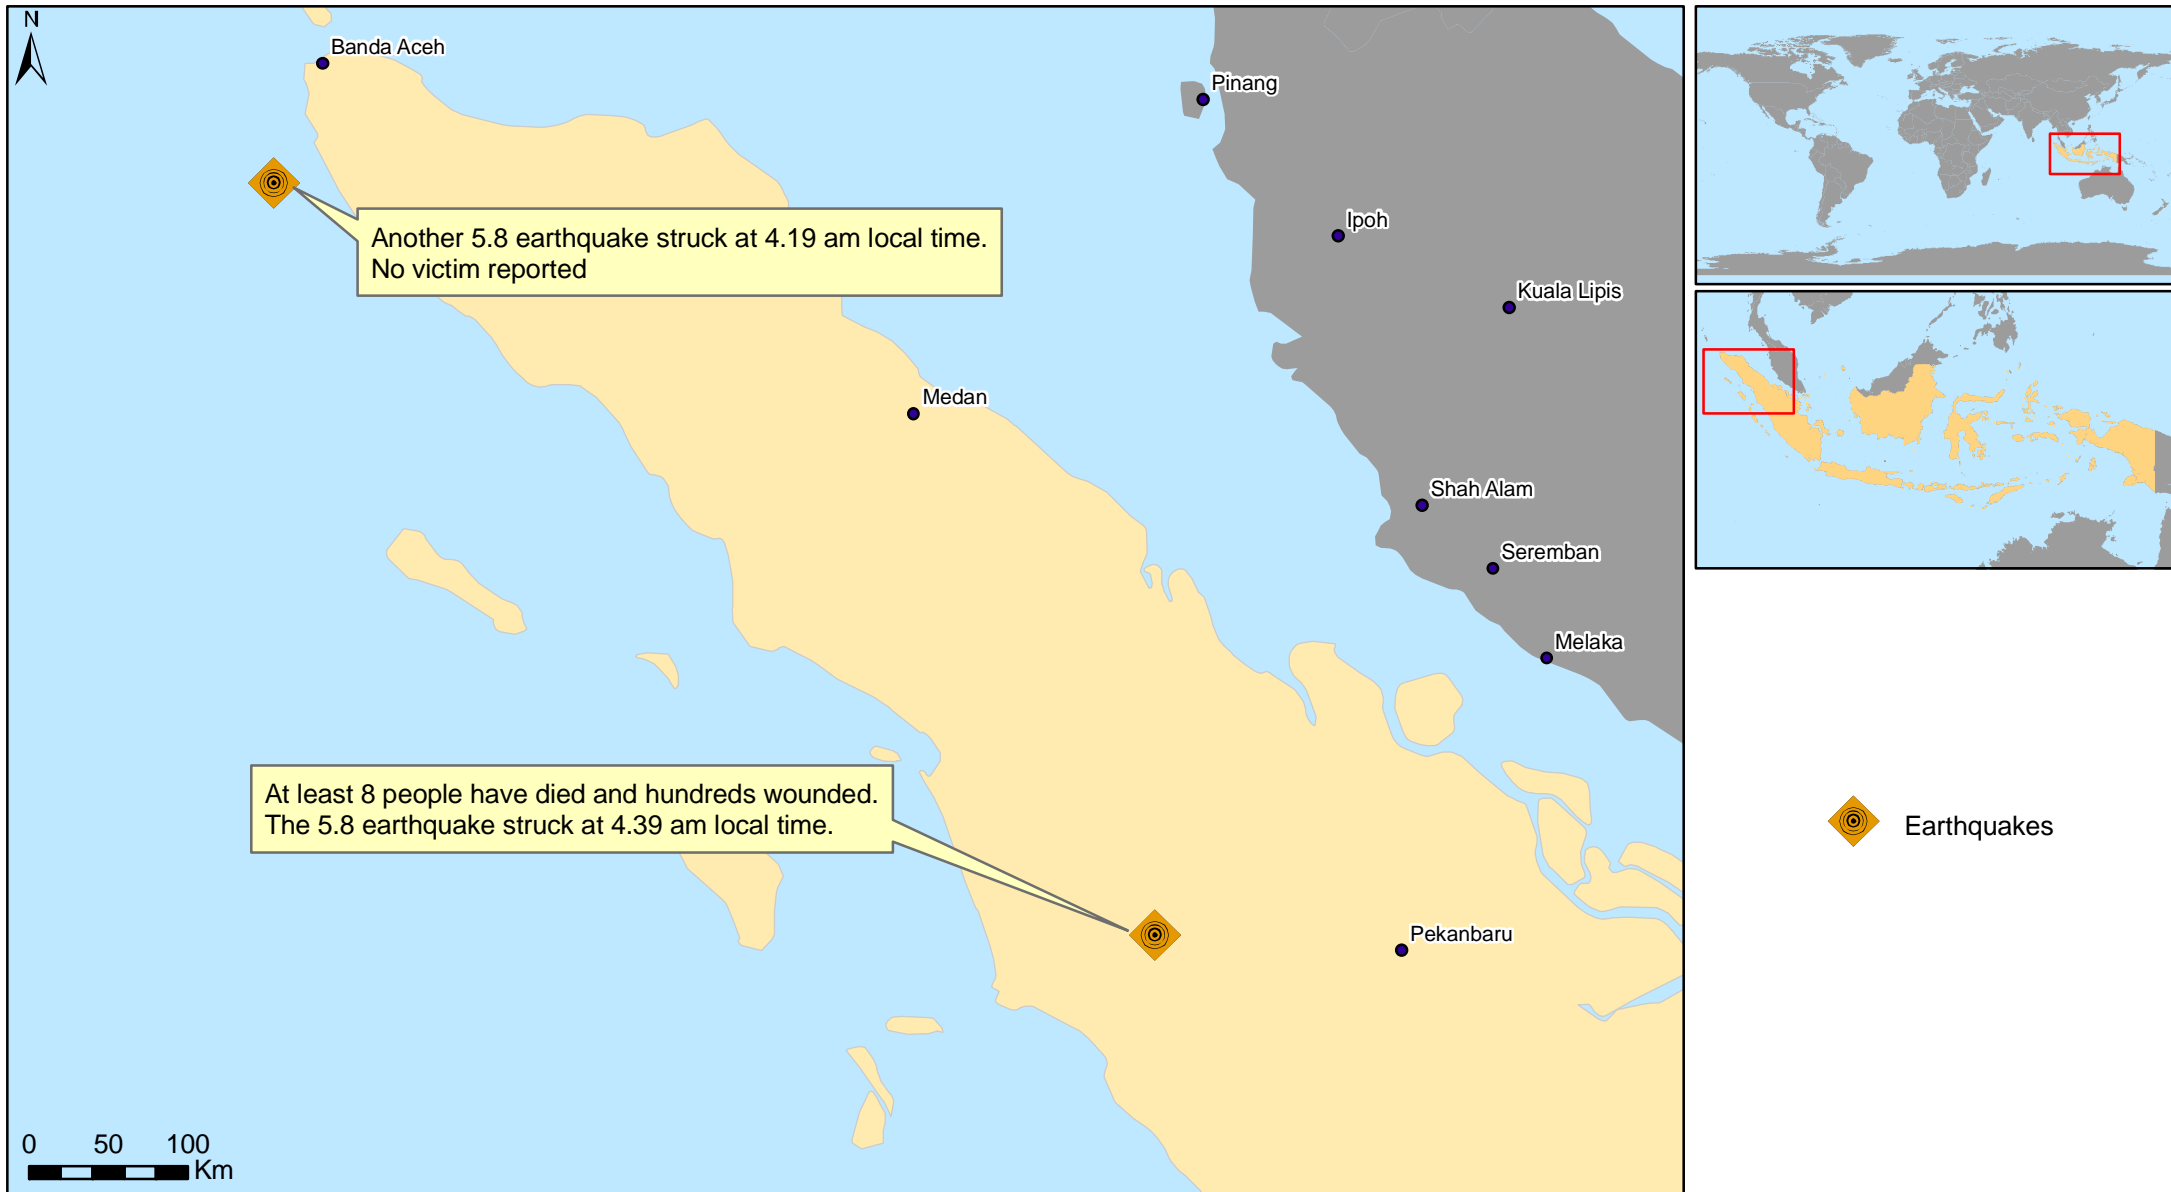 N
Banda Aceh
Pinang
Another 5.8 earthquake struck at 4.19 am local time.
No victim reported
Ipoh
Kuala Lipis
Medan
Shah Alam
Seremban
Melaka
At least 8 people have died and hundreds wounded.
The 5.8 earthquake struck at 4.39 am local time.
Earthquakes
Pekanbaru
0 50 100
Km